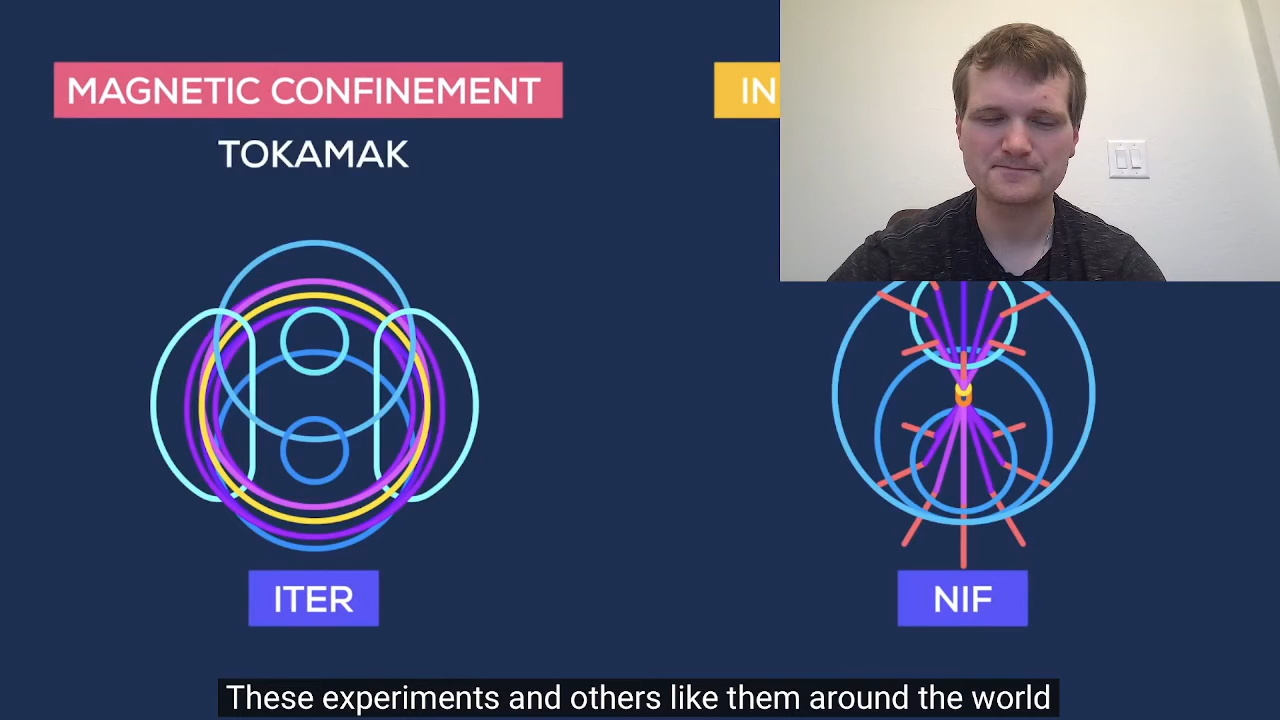 MAGNETIC CONFINEMENT
IN
TOKAMAK
ITER
NIF
These experiments and others like them around the world